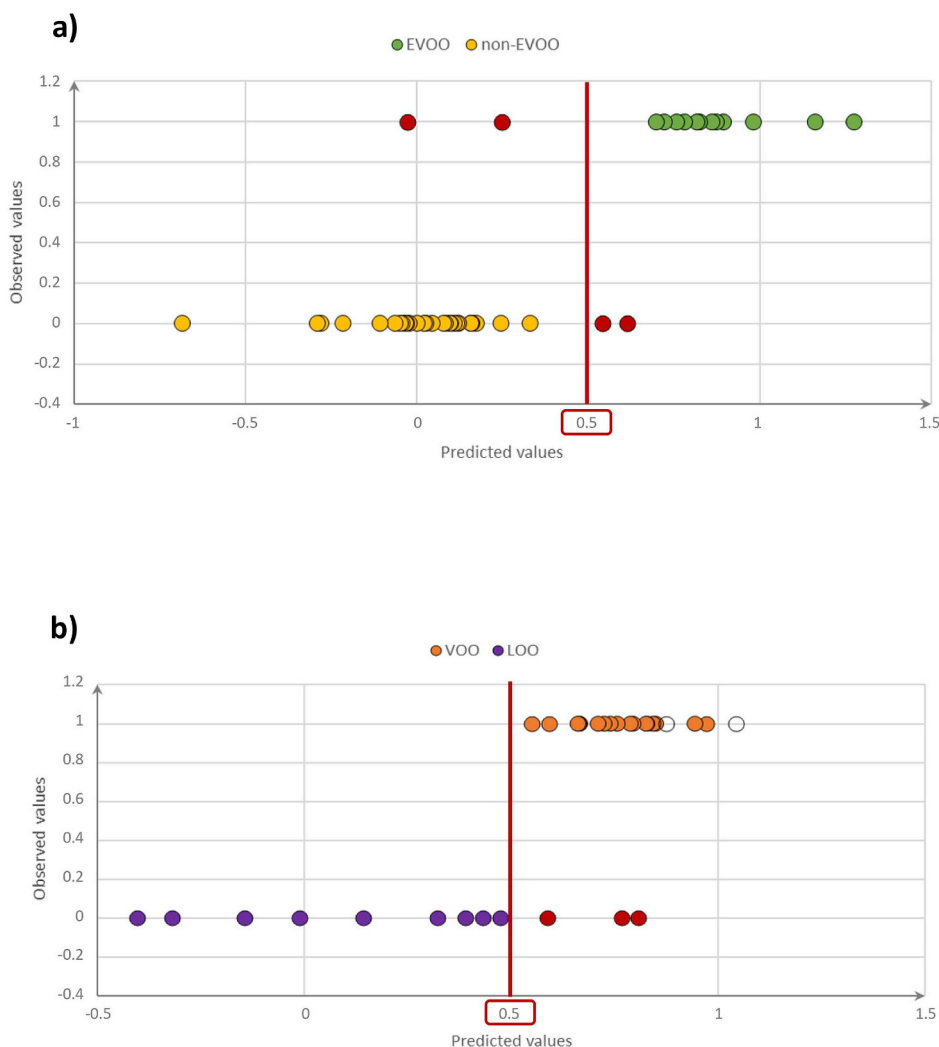 a)
EVOO non-EVOO
1.2
1
0.8
0.6
0.4
0.2
0
-0.2
-0.4
Observed values
-1 -0.5 0 0.5 1 1.5
Predicted values
b)
VOO LOO
1.2
1
0.8
0.6
0.4
0.2
0
-0.2
-0.4
Observed values
-0.5 0 0.5 1 1.5
Predicted values